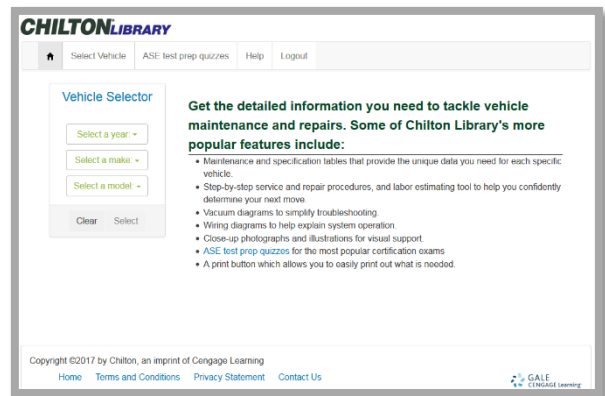 CHILTONLIBRARY
Select Vehicle ASE test prep quizzes Help Logout
Vehicle Selector
Select a year:
Select a make:
Select a model:
Clear Select
Get the detailed information you need to tackle vehicle
maintenance and repairs. Some of Chilton Library's more
popular features include:
• Maintenance and specification tables that provide the unique data you need for each specific
vehicle.
• Step-by-step service and repair procedures, and labor estimating tool to help you confidently
determine your next move.
• Vacuum diagrams to simplify troubleshooting.
• Wiring diagrams to help explain system operation.
• Close-up photographs and illustrations for visual support.
• ASE test prep quizzes for the most popular certification exams
• A print button which allows you to easily print out what is needed.
Copyright ©2017 by Chilton, an imprint of Cengage Learning
Home Terms and Conditions Privacy Statement Contact Us
GALE
CENGAGE Learning